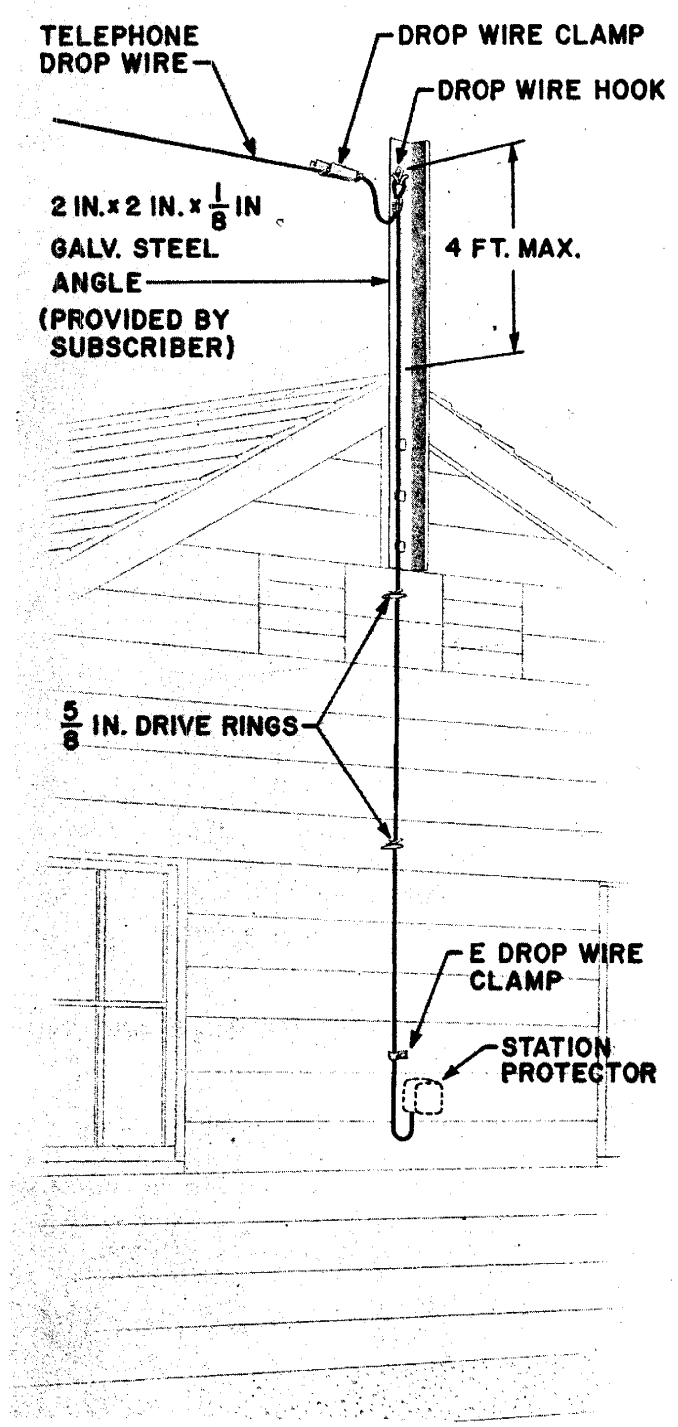 TELEPHONE
DROP WIRE
DROP WIRE CLAMP
DROP WIRE HOOK
2 IN. x 2 IN. x 1/8 IN
GALV. STEEL
ANGLE
(PROVIDED BY
SUBSCRIBER)
4 FT. MAX.
5/8 IN. DRIVE RINGS
E DROP WIRE
CLAMP
STATION
PROTECTOR